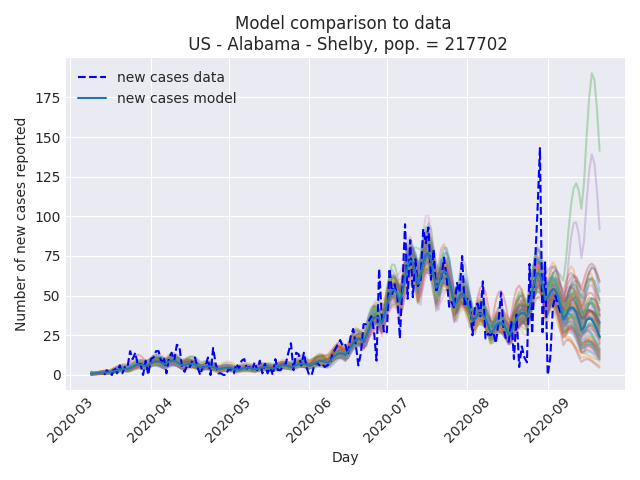 Model comparison to data
US - Alabama - Shelby, pop. = 217702
new cases data
new cases model
Number of new cases reported
175
150
125
100
75
50
25
0
2020-03
2020-04
2020-05
2020-06
2020-07
2020-08
2020-09
Day